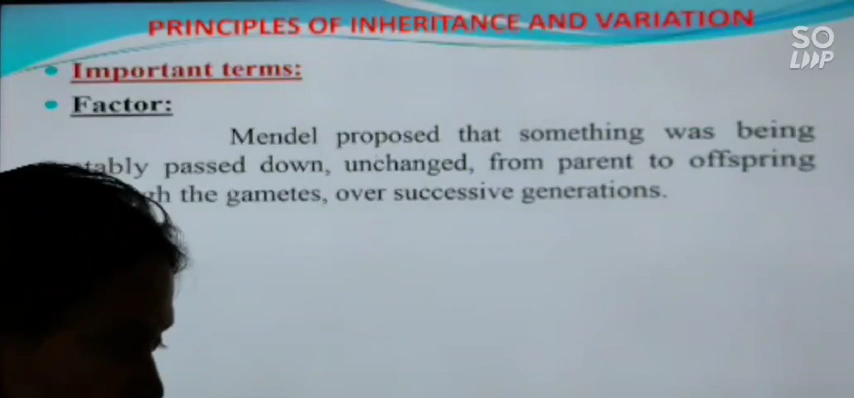 PRINCIPLES OF INHERITANCE AND VARIATION
SO
LOOP
• Important terms:
• Factor:
Mendel proposed that something was being
passed down, unchanged, from parent to offspring
the gametes, over successive generations.